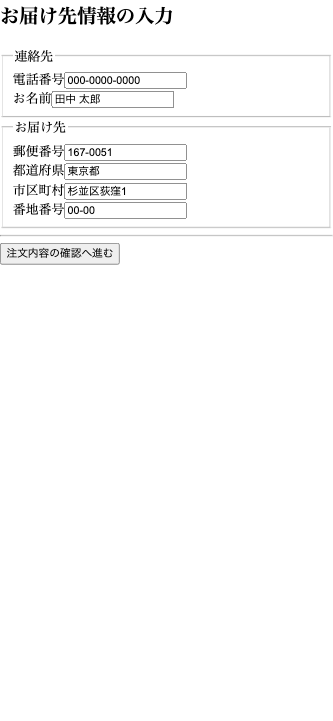 お届け先情報の入力
連絡先
電話番号 000-0000-0000
お名前 田中 太郎
お届け先
郵便番号 167-0051
都道府県 東京都
市区町村 杉並区荻窪1
番地番号 00-00
注文内容の確認へ進む